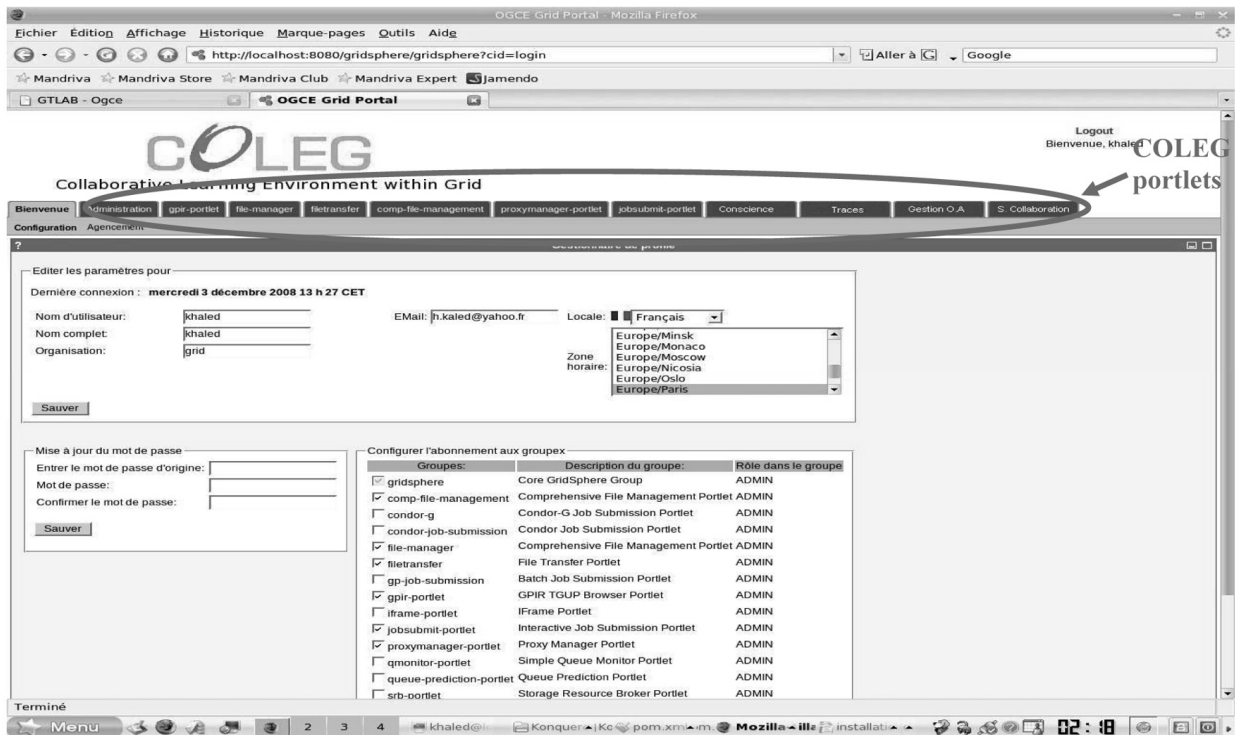 OGCE Grid Portal - Mozilla Firefox
Fichier Édition Affichage Historique Marque-pages Outils Aide
http://localhost:8080/gridsphere/gridsphere?cid=login Aller à G Google
Mandriva Mandriva Store Mandriva Club Mandriva Expert Jamendo
GTLAB - Ogce OGCE Grid Portal
Logout
COLEG Bienvenue, khaled COLEG
Collaborative Learning Environment within Grid portlets
Bienvenue Administration gpir-portlet file-manager filetransfer comp-file-management proxymanager-portlet jobsubmit-portlet Conscience Traces Gestion O.A S. Collaboration
Configuration Agencement
? Gestionnaire de profile
Editer les paramètres pour
Dernière connexion : mercredi 3 décembre 2008 13 h 27 CET
Nom d'utilisateur: khaled EMail: h.kaled@yahoo.fr Locale: Français
Nom complet: khaled
Organisation: grid
Zone horaire:
Europe/Minsk
Europe/Monaco
Europe/Moscow
Europe/Nicosia
Europe/Oslo
Europe/Paris
Sauver
Mise à jour du mot de passe
Entrer le mot de passe d'origine:
Mot de passe:
Confirmer le mot de passe:
Sauver
Configurer l'abonnement aux groupex
Groupes: Description du groupe: Rôle dans le groupe
gridsphere Core GridSphere Group ADMIN
comp-file-management Comprehensive File Management Portlet ADMIN
condor-g Condor-G Job Submission Portlet ADMIN
condor-job-submission Condor Job Submission Portlet ADMIN
file-manager Comprehensive File Management Portlet ADMIN
filetransfer File Transfer Portlet ADMIN
gp-job-submission Batch Job Submission Portlet ADMIN
gpir-portlet GPIR TGUP Browser Portlet ADMIN
iframe-portlet IFrame Portlet ADMIN
jobsubmit-portlet Interactive Job Submission Portlet ADMIN
proxymanager-portlet Proxy Manager Portlet ADMIN
qmonitor-portlet Simple Queue Monitor Portlet ADMIN
queue-prediction-portlet Queue Prediction Portlet ADMIN
srb-portlet Storage Resource Broker Portlet ADMIN
Terminé
Menu 2 3 4 khaled@ Konquer Kc pom.xm m. Mozilla illa installati 02:18